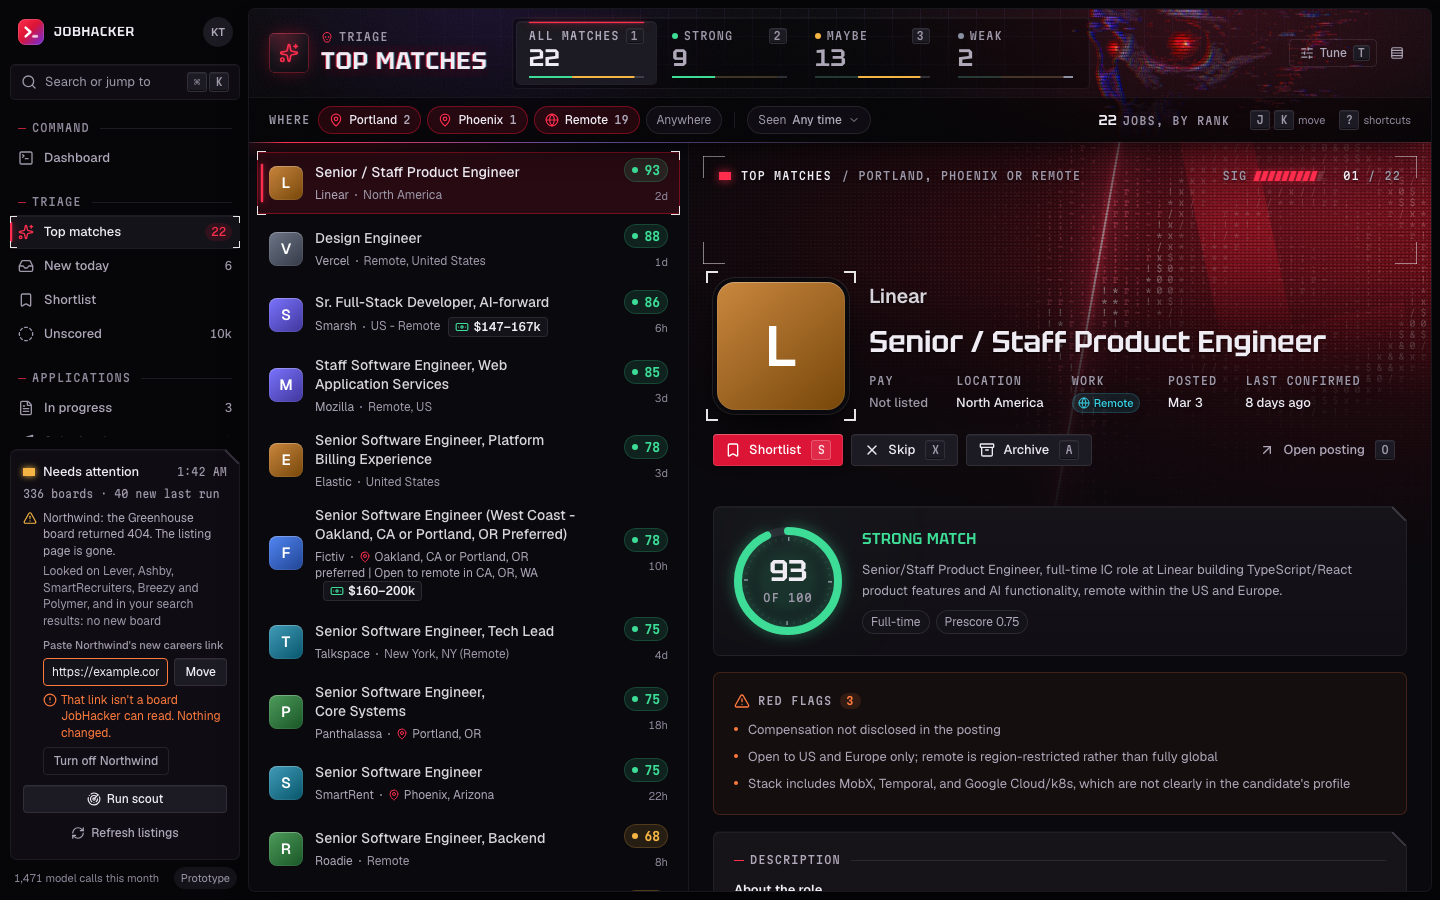 JOBHACKER
KT
Search or jump to
⌘ K
COMMAND
Dashboard
TRIAGE
Top matches 22
New today 6
Shortlist
Unscored 10k
APPLICATIONS
In progress 3
Needs attention 1:42 AM
336 boards · 40 new last run
Northwind: the Greenhouse
board returned 404. The listing
page is gone.
Looked on Lever, Ashby,
SmartRecruiters, Breezy and
Polymer, and in your search
results: no new board
Paste Northwind's new careers link
https://example.cor Move
That link isn't a board
JobHacker can read. Nothing
changed.
Turn off Northwind
Run scout
Refresh listings
1,471 model calls this month Prototype
TRIAGE
TOP MATCHES
ALL MATCHES 1
22
STRONG 2
9
MAYBE 3
13
WEAK
2
Tune T
WHERE Portland 2 Phoenix 1 Remote 19 Anywhere Seen Any time
22 JOBS, BY RANK J K move ? shortcuts
L
Senior / Staff Product Engineer 93
Linear · North America 2d
V
Design Engineer 88
Vercel · Remote, United States 1d
S
Sr. Full-Stack Developer, AI-forward 86
Smarsh · US - Remote $147–167k 6h
M
Staff Software Engineer, Web
Application Services 85
Mozilla · Remote, US 3d
E
Senior Software Engineer, Platform
Billing Experience 78
Elastic · United States 3d
F
Senior Software Engineer (West Coast -
Oakland, CA or Portland, OR Preferred) 78
Fictiv · Oakland, CA or Portland, OR
preferred | Open to remote in CA, OR, WA 10h
$160–200k
T
Senior Software Engineer, Tech Lead 75
Talkspace · New York, NY (Remote) 4d
P
Senior Software Engineer,
Core Systems 75
Panthalassa · Portland, OR 18h
S
Senior Software Engineer 75
SmartRent · Phoenix, Arizona 22h
R
Senior Software Engineer, Backend 68
Roadie · Remote 8h
TOP MATCHES / PORTLAND, PHOENIX OR REMOTE
SIG 01 / 22
L
Linear
Senior / Staff Product Engineer
PAY LOCATION WORK POSTED LAST CONFIRMED
Not listed North America Remote Mar 3 8 days ago
Shortlist S Skip X Archive A Open posting O
93
OF 100
STRONG MATCH
Senior/Staff Product Engineer, full-time IC role at Linear building TypeScript/React
product features and AI functionality, remote within the US and Europe.
Full-time Prescore 0.75
RED FLAGS 3
• Compensation not disclosed in the posting
• Open to US and Europe only; remote is region-restricted rather than fully global
• Stack includes MobX, Temporal, and Google Cloud/k8s, which are not clearly in the candidate's profile
DESCRIPTION
About the role